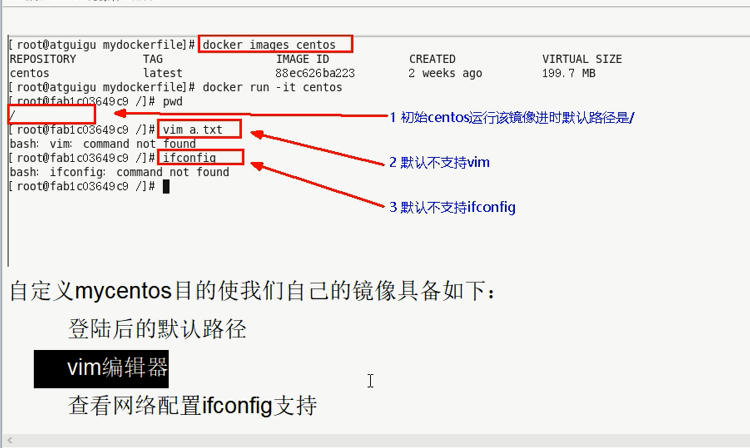 [ root@atguigu mydockerfile]# docker images centos
REPOSITORY TAG IMAGE ID CREATED VIRTUAL SIZE
centos latest 88ec626ba223 2 weeks ago 199.7 MB
[ root@atguigu mydockerfile]# docker run -it centos
[ root@fab1c03649c9 /]# pwd
/
1 初始centos运行该镜像进时默认路径是/
[ root@fab1c03649c9 /]# vim a.txt
bash: vim: command not found
2 默认不支持vim
[ root@fab1c03649c9 /]# ifconfig
bash: ifconfig: command not found
[ root@fab1c03649c9 /]#
3 默认不支持ifconfig
自定义mycentos目的使我们自己的镜像具备如下：
登陆后的默认路径
vim编辑器
查看网络配置ifconfig支持